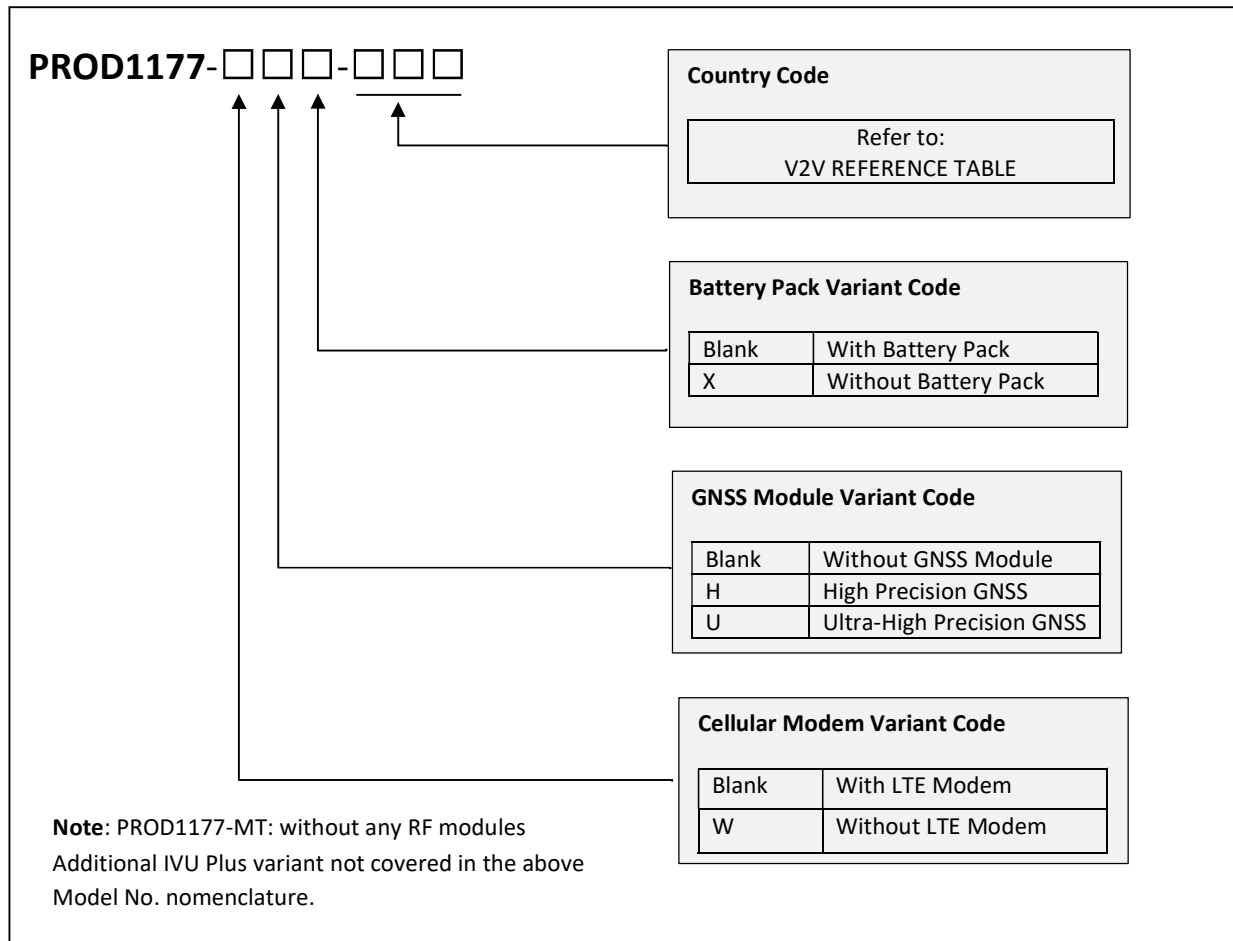 PROD1177-□□□-□□□
Country Code
Refer to:
V2V REFERENCE TABLE
Battery Pack Variant Code
Blank With Battery Pack
X Without Battery Pack
GNSS Module Variant Code
Blank Without GNSS Module
H High Precision GNSS
U Ultra-High Precision GNSS
Cellular Modem Variant Code
Blank With LTE Modem
W Without LTE Modem
Note: PROD1177-MT: without any RF modules
Additional IVU Plus variant not covered in the above
Model No. nomenclature.